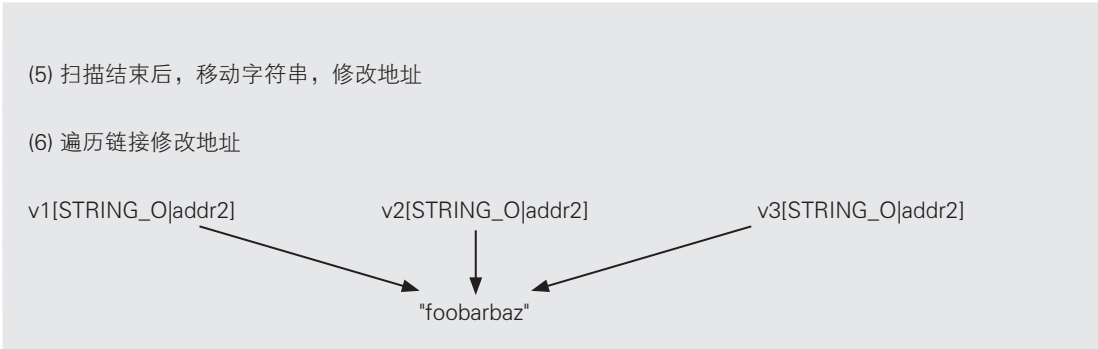 (5) 扫描结束后，移动字符串，修改地址
(6) 遍历链接修改地址
v1[STRING_O|addr2] v2[STRING_O|addr2] v3[STRING_O|addr2]
"foobarbaz"